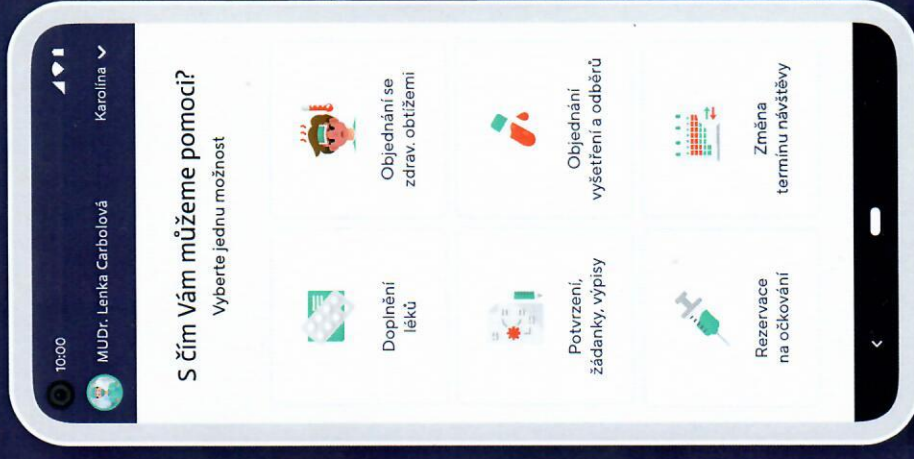 10:00
MUDr. Lenka Carbolová
Karolina
S čím Vám můžeme pomoci?
Vyberte jednu možnost
Doplnění
léků
Objednání se
zdrav. obtížemi
Potvrzení,
žádanky, výpisy
Objednání
vyšetření a odběrů
Rezervace
na očkování
Změna
termínu návštěvy